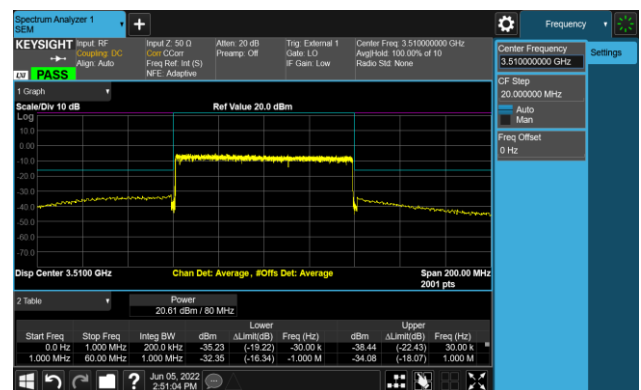 Spectrum Analyzer 1
SEM
Frequency
KEYSIGHT
Input: RF
Coupling: DC
Align: Auto
Input Z: 50 Ω
Corr CCorr
Freq Ref: Int (S)
NFE: Adaptive
Atten: 20 dB
Preamp: Off
Trig: External 1
Gate: LO
IF Gain: Low
Center Freq: 3.510000000 GHz
Avg|Hold: 100.00% of 10
Radio Std: None
LXI
PASS
Center Frequency
3.510000000 GHz
Settings
CF Step
20.000000 MHz
Auto
Man
Freq Offset
0 Hz
1 Graph
Scale/Div 10 dB
Ref Value 20.0 dBm
Log
10.0
0.00
-10.0
-20.0
-30.0
-40.0
-50.0
-60.0
-70.0
Disp Center 3.5100 GHz
Chan Det: Average , #Offs Det: Average
Span 200.00 MHz
2001 pts
2 Table
Power
20.61 dBm / 80 MHz
Lower Upper
Start Freq Stop Freq Integ BW dBm ΔLimit(dB) Freq (Hz) dBm ΔLimit(dB) Freq (Hz)
0.0 Hz 1.000 MHz 200.0 kHz -35.23 (-19.22) -30.00 k -38.44 (-22.43) 30.00 k
1.000 MHz 60.00 MHz 1.000 MHz -32.35 (-16.34) -1.000 M -34.08 (-18.07) 1.000 M
?
Jun 05, 2022
2:51:04 PM